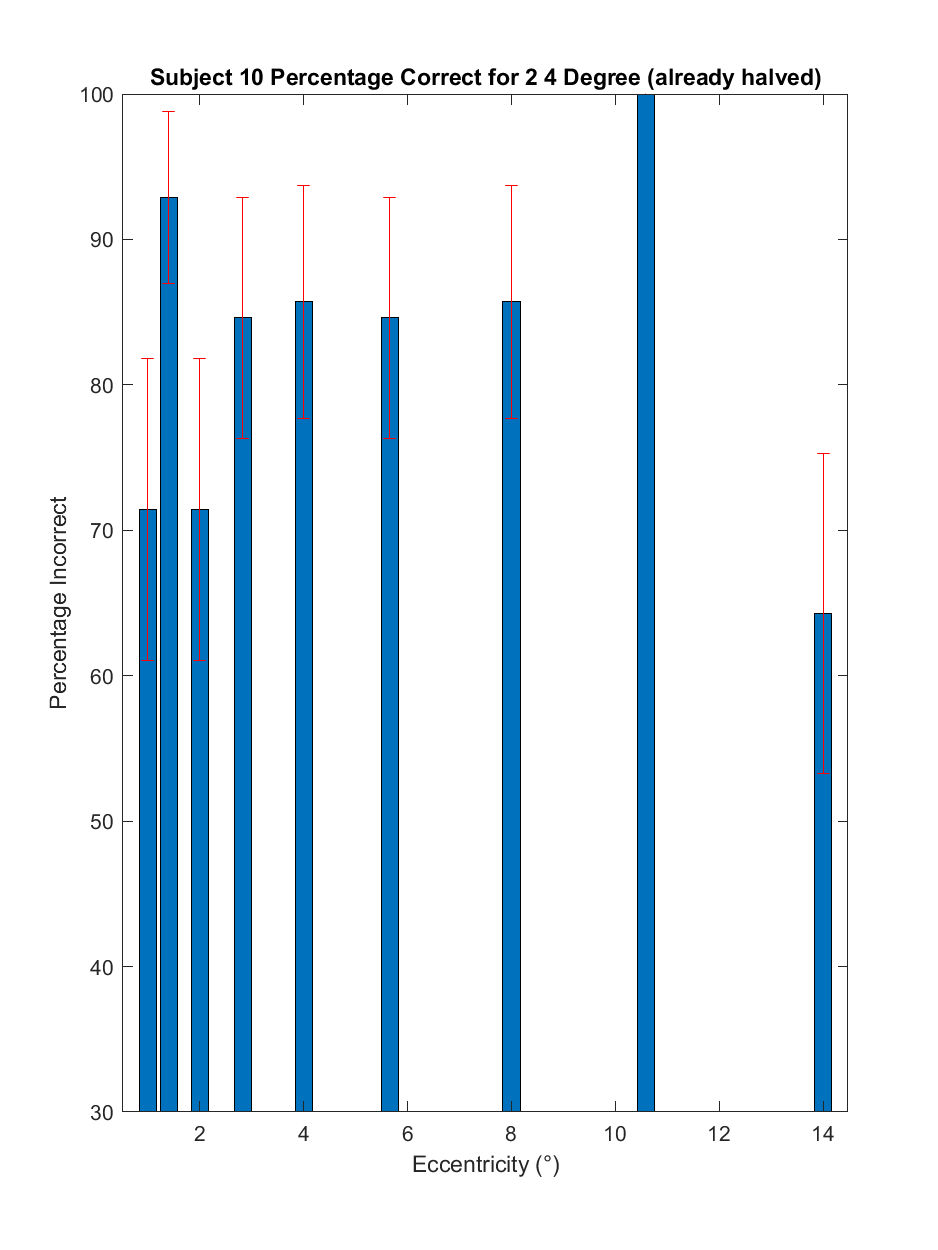 Subject 10 Percentage Correct for 2 4 Degree (already halved)
100
90
80
70
60
50
40
30
Percentage Incorrect
2 4 6 8 10 12 14
Eccentricity (°)